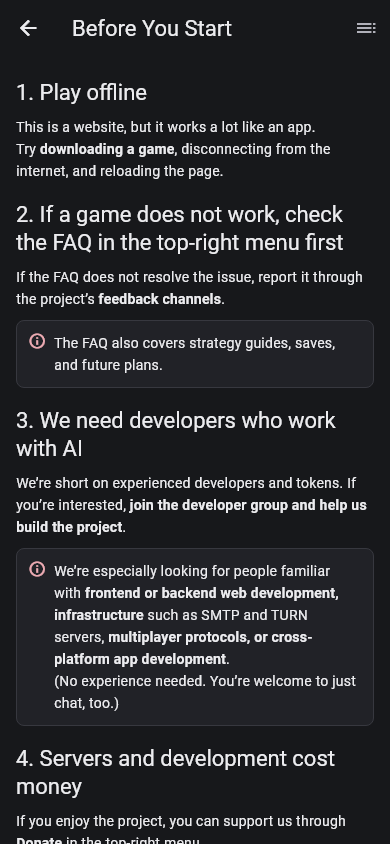 Before You Start
1. Play offline
This is a website, but it works a lot like an app.
Try downloading a game, disconnecting from the
internet, and reloading the page.
2. If a game does not work, check
the FAQ in the top-right menu first
If the FAQ does not resolve the issue, report it through
the project’s feedback channels.
The FAQ also covers strategy guides, saves,
and future plans.
3. We need developers who work
with AI
We’re short on experienced developers and tokens. If
you’re interested, join the developer group and help us
build the project.
We’re especially looking for people familiar
with frontend or backend web development,
infrastructure such as SMTP and TURN
servers, multiplayer protocols, or cross-
platform app development.
(No experience needed. You’re welcome to just
chat, too.)
4. Servers and development cost
money
If you enjoy the project, you can support us through
Donate in the top-right menu.